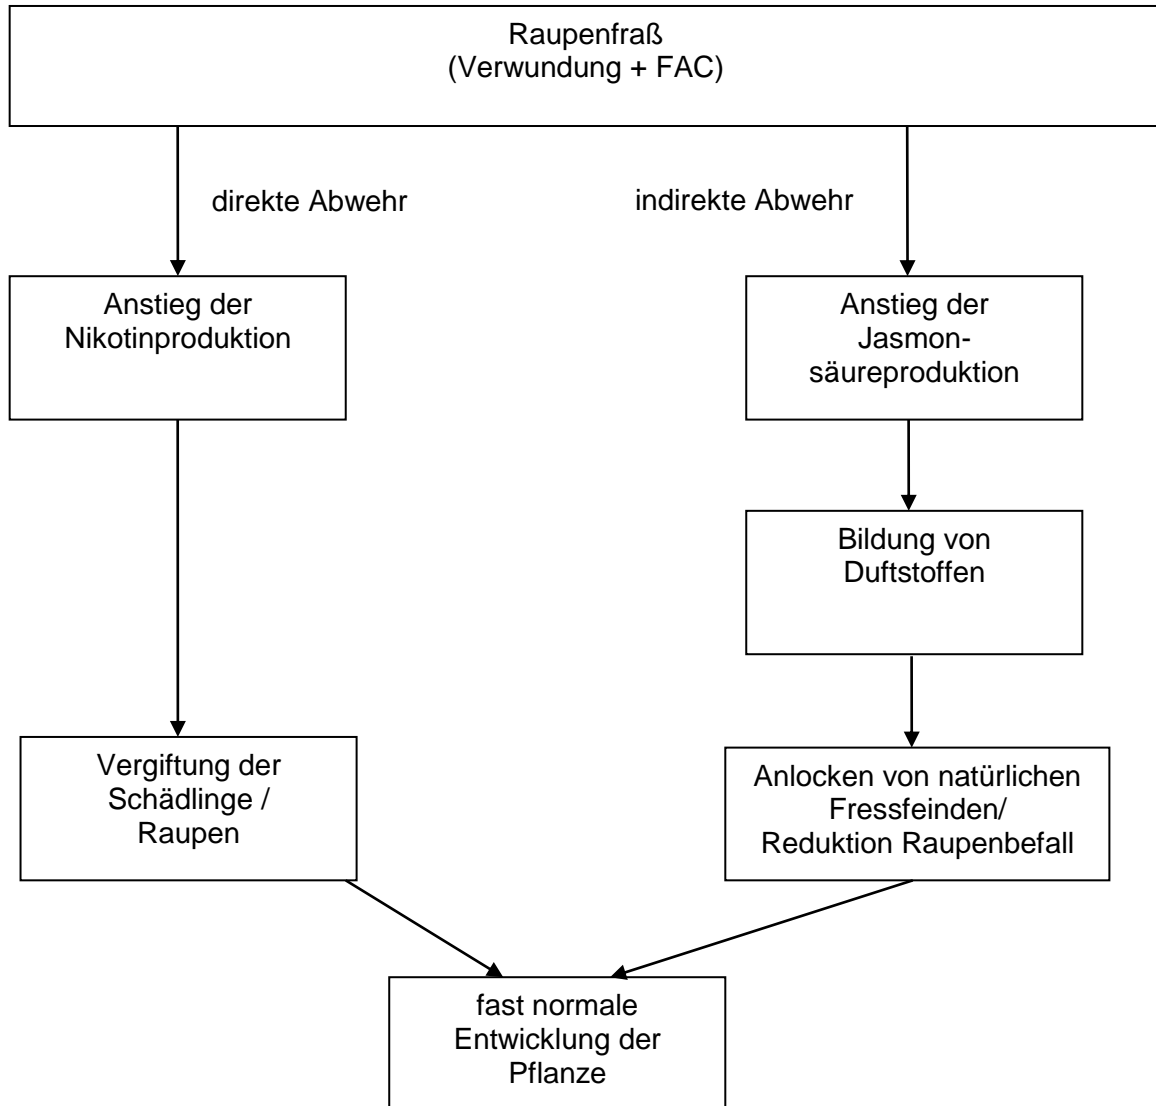 Raupenfraß
(Verwundung + FAC)
direkte Abwehr
indirekte Abwehr
Anstieg der
Nikotinproduktion
Anstieg der
Jasmon-
säureproduktion
Bildung von
Duftstoffen
Vergiftung der
Schädlinge /
Raupen
Anlocken von natürlichen
Fressfeinden/
Reduktion Raupenbefall
fast normale
Entwicklung der
Pflanze